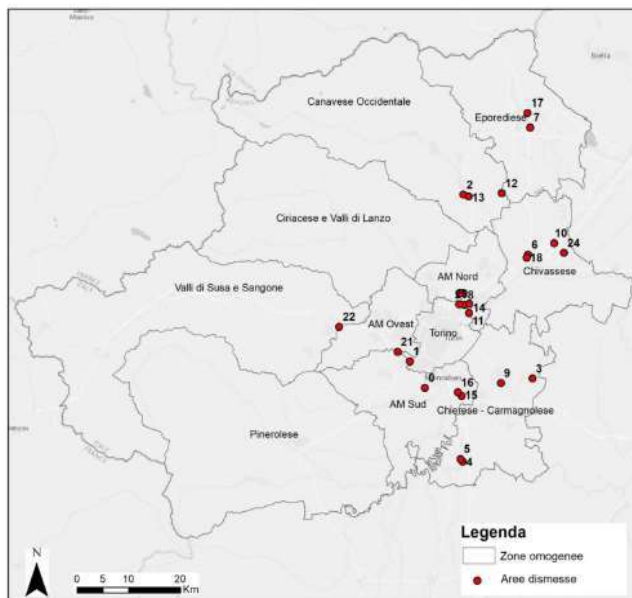 Biella
17
Canavese Occidentale
Eporediese
7
2
12
13
Ciriacese e Valli di Lanzo
10
6
24
18
Chivassese
AM Nord
Valli di Susa e Sangone
14
22
AM Ovest
11
Torino
21
1
0
9
3
16
AM Sud
15
Chierese - Carmagnolese
Pinerolese
5
4
Legenda
N
Zone omogenee
0 5 10 20
Km
Aree dismesse